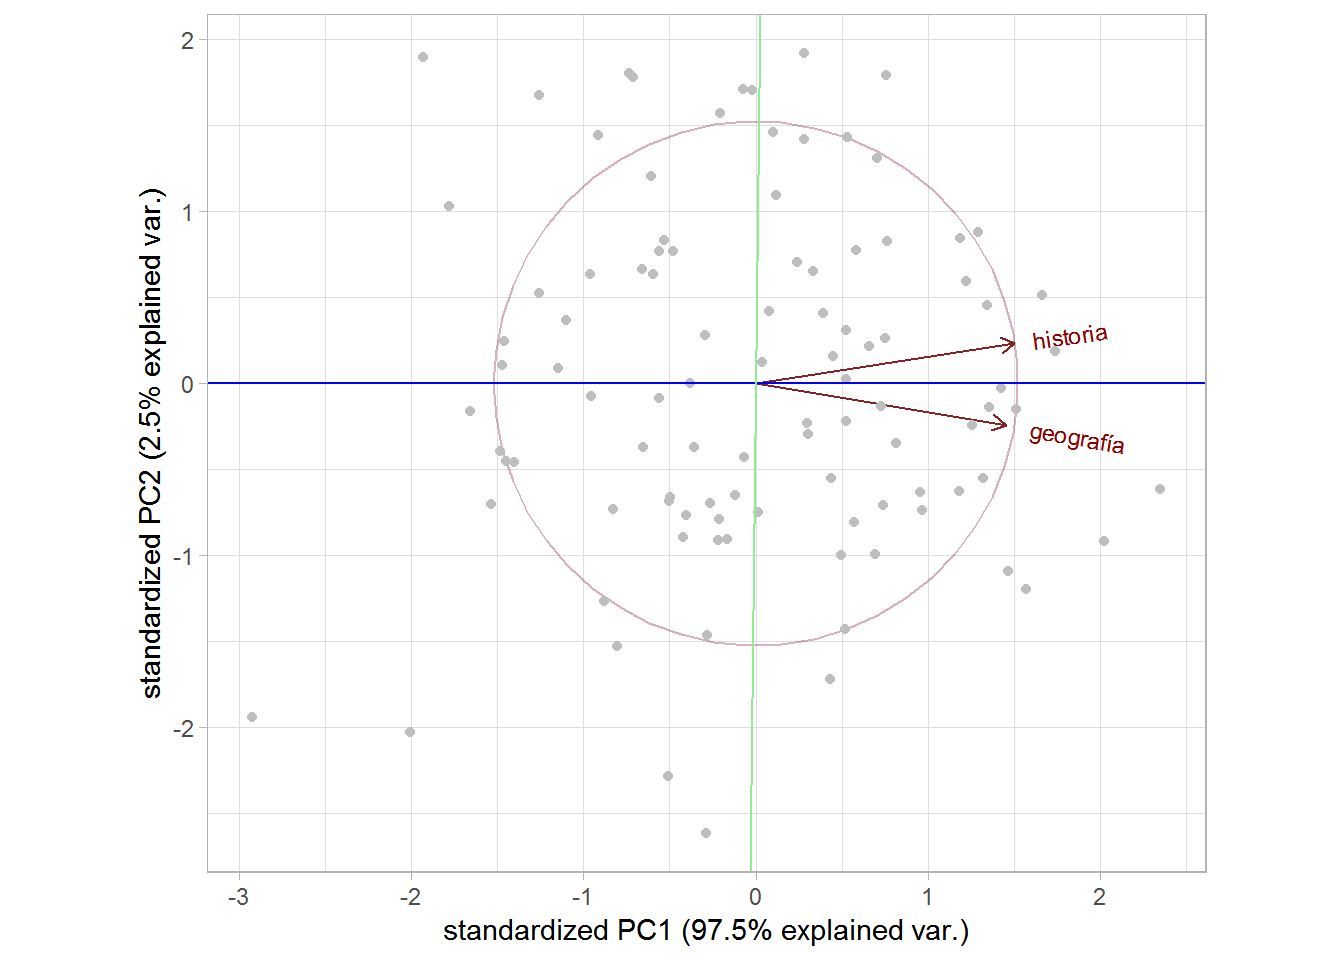 2
1
0
-1
-2
standardized PC2 (2.5% explained var.)
historia
geografía
-3
-2
-1
0
1
2
standardized PC1 (97.5% explained var.)